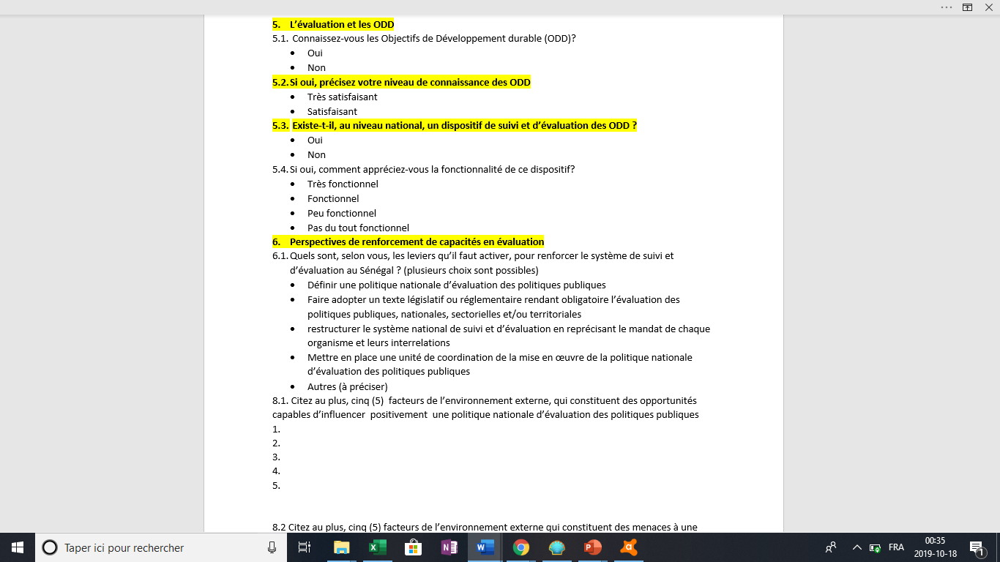 5. L’évaluation et les ODD
5.1. Connaissez-vous les Objectifs de Développement durable (ODD)?
• Oui
• Non
5.2. Si oui, précisez votre niveau de connaissance des ODD
• Très satisfaisant
• Satisfaisant
5.3. Existe-t-il, au niveau national, un dispositif de suivi et d’évaluation des ODD ?
• Oui
• Non
5.4. Si oui, comment appréciez-vous la fonctionnalité de ce dispositif?
• Très fonctionnel
• Fonctionnel
• Peu fonctionnel
• Pas du tout fonctionnel
6. Perspectives de renforcement de capacités en évaluation
6.1. Quels sont, selon vous, les leviers qu’il faut activer, pour renforcer le système de suivi et
d’évaluation au Sénégal ? (plusieurs choix sont possibles)
• Définir une politique nationale d’évaluation des politiques publiques
• Faire adopter un texte législatif ou réglementaire rendant obligatoire l’évaluation des
politiques publiques, nationales, sectorielles et/ou territoriales
• restructurer le système national de suivi et d’évaluation en reprécisant le mandat de chaque
organisme et leurs interrelations
• Mettre en place une unité de coordination de la mise en œuvre de la politique nationale
d’évaluation des politiques publiques
• Autres (à préciser)
8.1. Citez au plus, cinq (5) facteurs de l’environnement externe, qui constituent des opportunités
capables d’influencer positivement une politique nationale d’évaluation des politiques publiques
1.
2.
3.
4.
5.
8.2 Citez au plus, cinq (5) facteurs de l’environnement externe qui constituent des menaces à une
Taper ici pour rechercher
FRA
00:35
2019-10-18
1